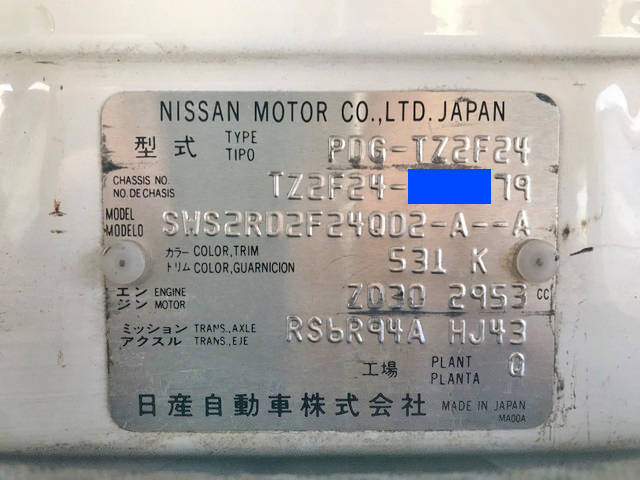 NISSAN MOTOR CO.,LTD. JAPAN
型式 TYPE TIPO PDG-TZ2F24
CHASSIS NO. NO. DE CHASIS TZ2F24- 79
MODEL MODELO SWS2RD2F24QD2-A--A
カラー COLOR,TRIM
トリム COLOR,GUARNICION 531 K
エンジン ENGINE MOTOR ZD30 2953 CC
ミッション TRANS.,AXLE
アクスル TRANS.,EJE RS6R94A HJ43
工場 PLANT PLANTA Q
日産自動車株式会社 MADE IN JAPAN
MA00A